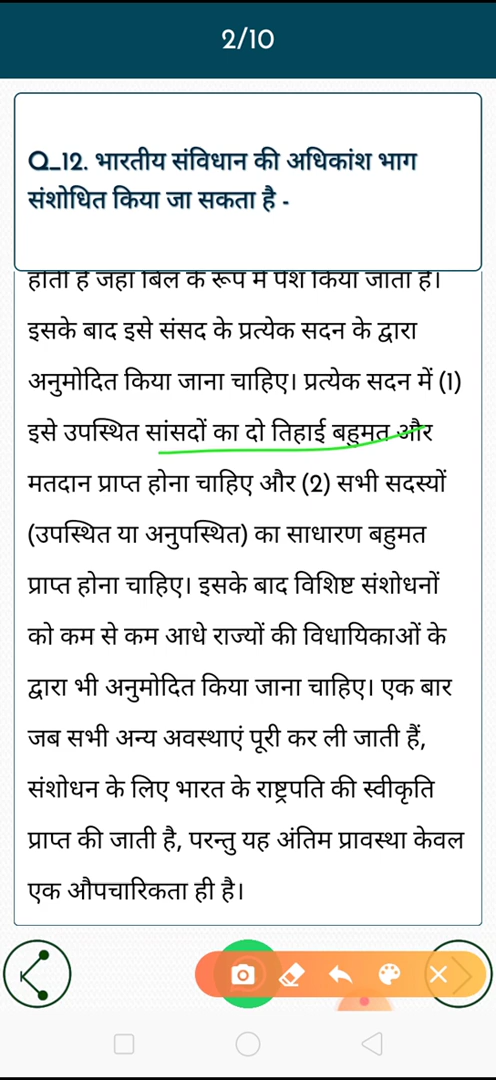 2/10
Q_12. भारतीय संविधान की अधिकांश भाग
संशोधित किया जा सकता है -
होती है जहां बिल के रूप में पेश किया जाता है।
इसके बाद इसे संसद के प्रत्येक सदन के द्वारा
अनुमोदित किया जाना चाहिए। प्रत्येक सदन में (1)
इसे उपस्थित सांसदों का दो तिहाई बहुमत और
मतदान प्राप्त होना चाहिए और (2) सभी सदस्यों
(उपस्थित या अनुपस्थित) का साधारण बहुमत
प्राप्त होना चाहिए। इसके बाद विशिष्ट संशोधनों
को कम से कम आधे राज्यों की विधायिकाओं के
द्वारा भी अनुमोदित किया जाना चाहिए। एक बार
जब सभी अन्य अवस्थाएं पूरी कर ली जाती हैं,
संशोधन के लिए भारत के राष्ट्रपति की स्वीकृति
प्राप्त की जाती है, परन्तु यह अंतिम प्रावस्था केवल
एक औपचारिकता ही है।